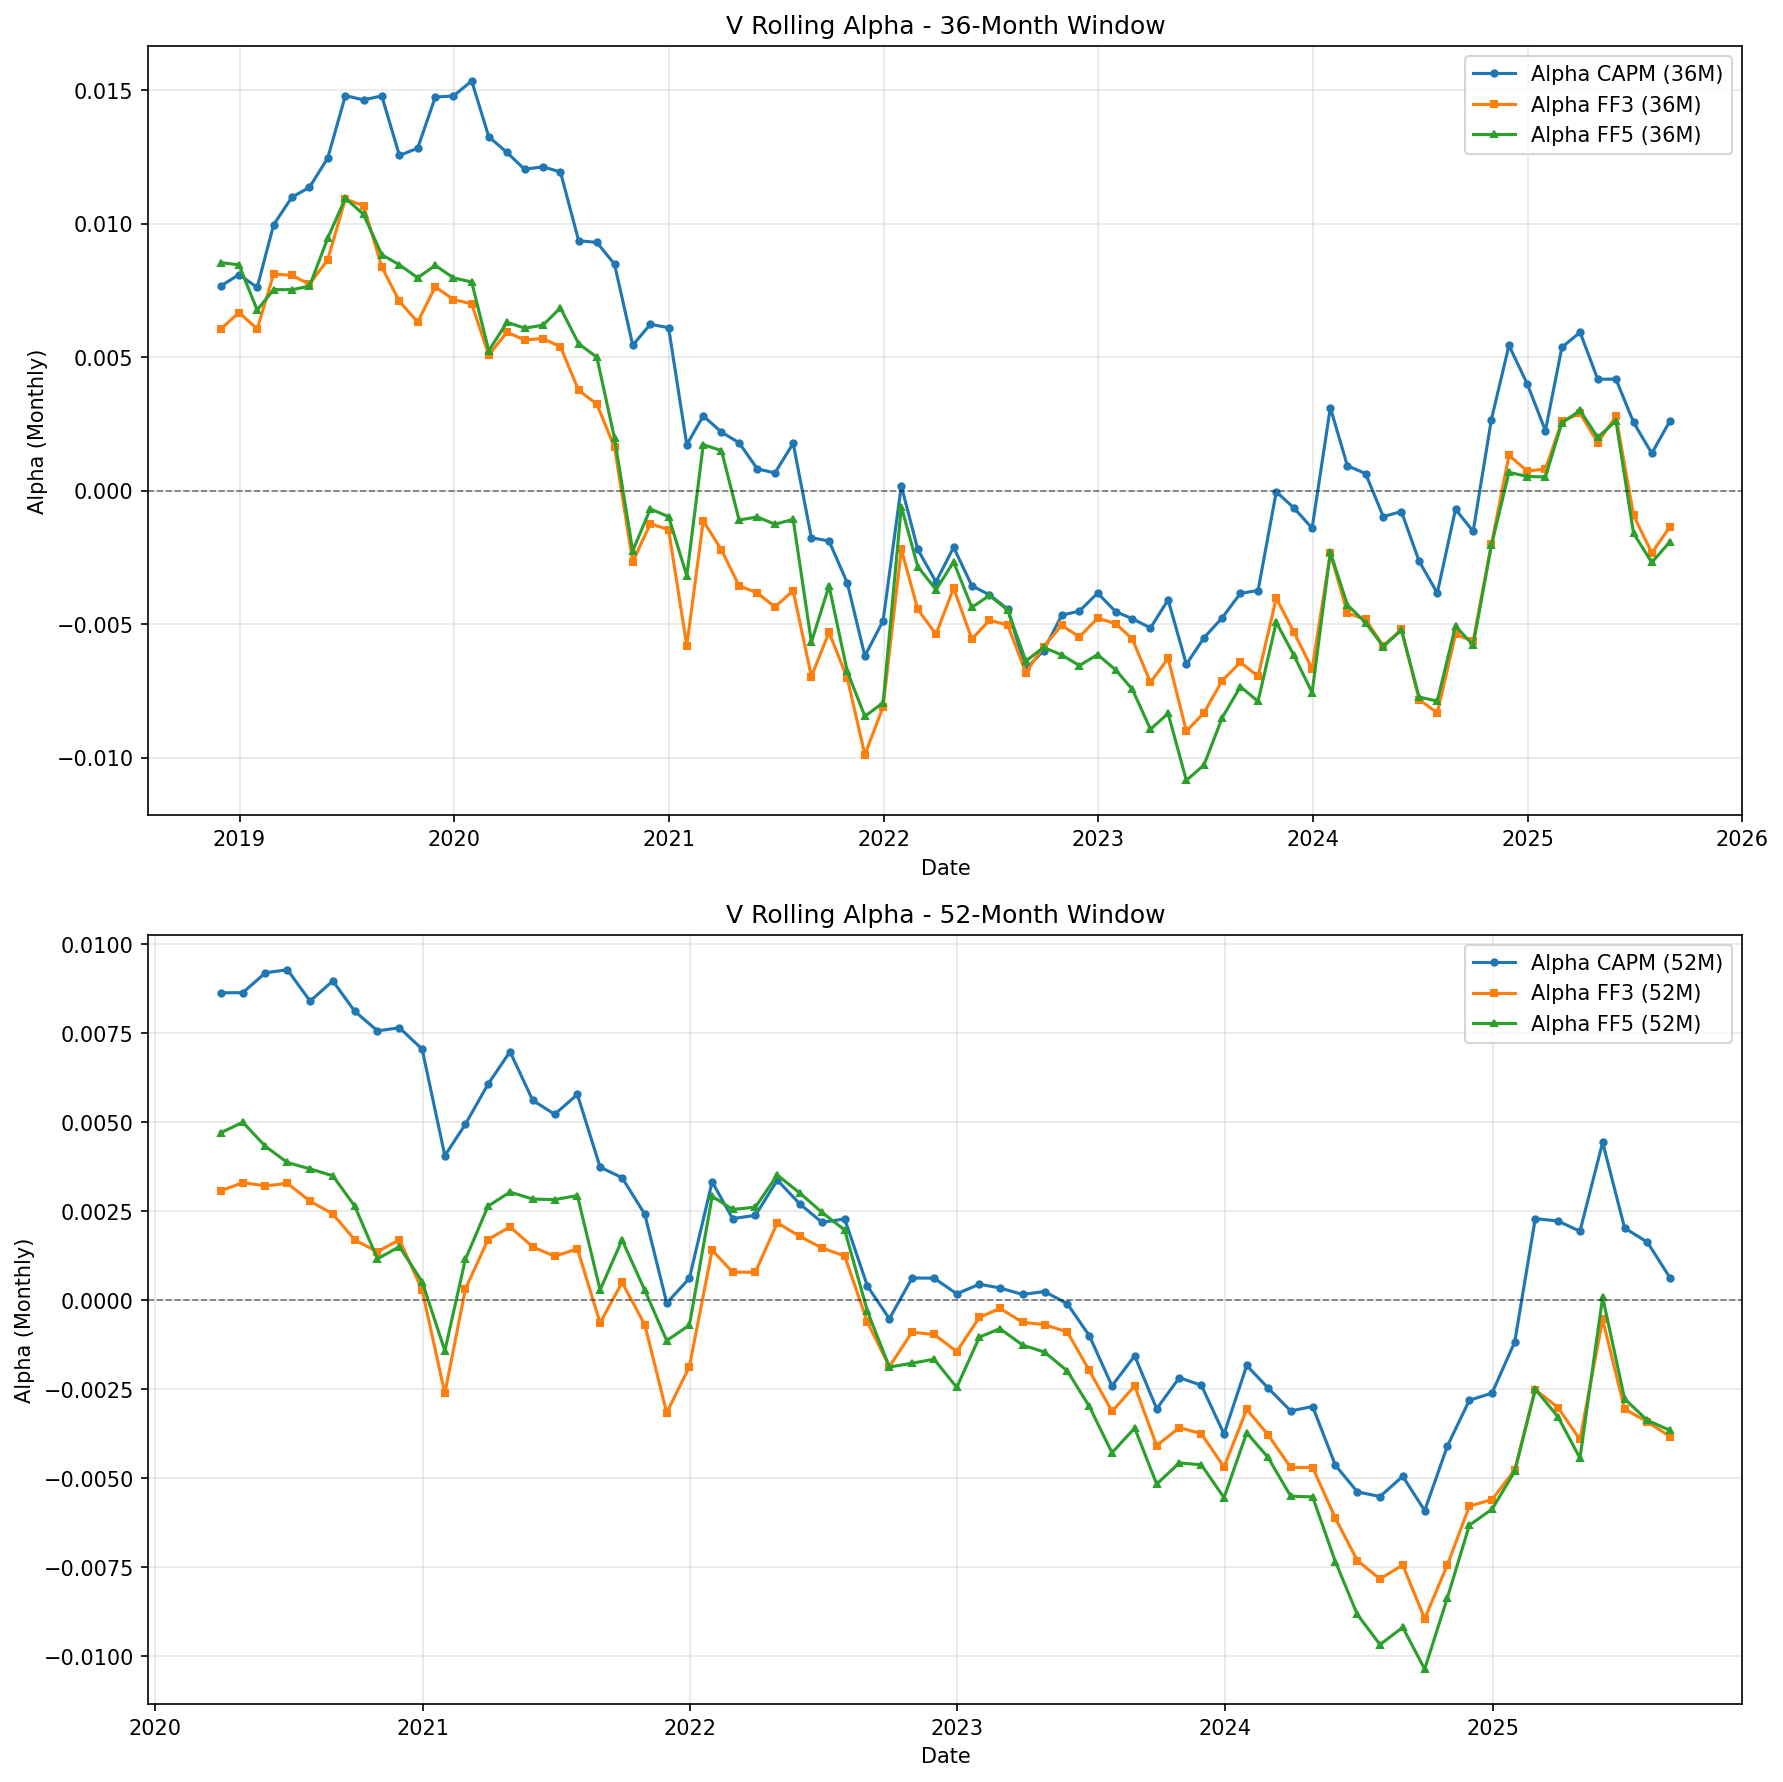 V Rolling Alpha - 36-Month Window
Alpha CAPM (36M)
Alpha FF3 (36M)
Alpha FF5 (36M)
0.015
0.010
0.005
0.000
−0.005
−0.010
Alpha (Monthly)
2019 2020 2021 2022 2023 2024 2025 2026
Date
V Rolling Alpha - 52-Month Window
Alpha CAPM (52M)
Alpha FF3 (52M)
Alpha FF5 (52M)
0.0100
0.0075
0.0050
0.0025
0.0000
−0.0025
−0.0050
−0.0075
−0.0100
Alpha (Monthly)
2020 2021 2022 2023 2024 2025
Date